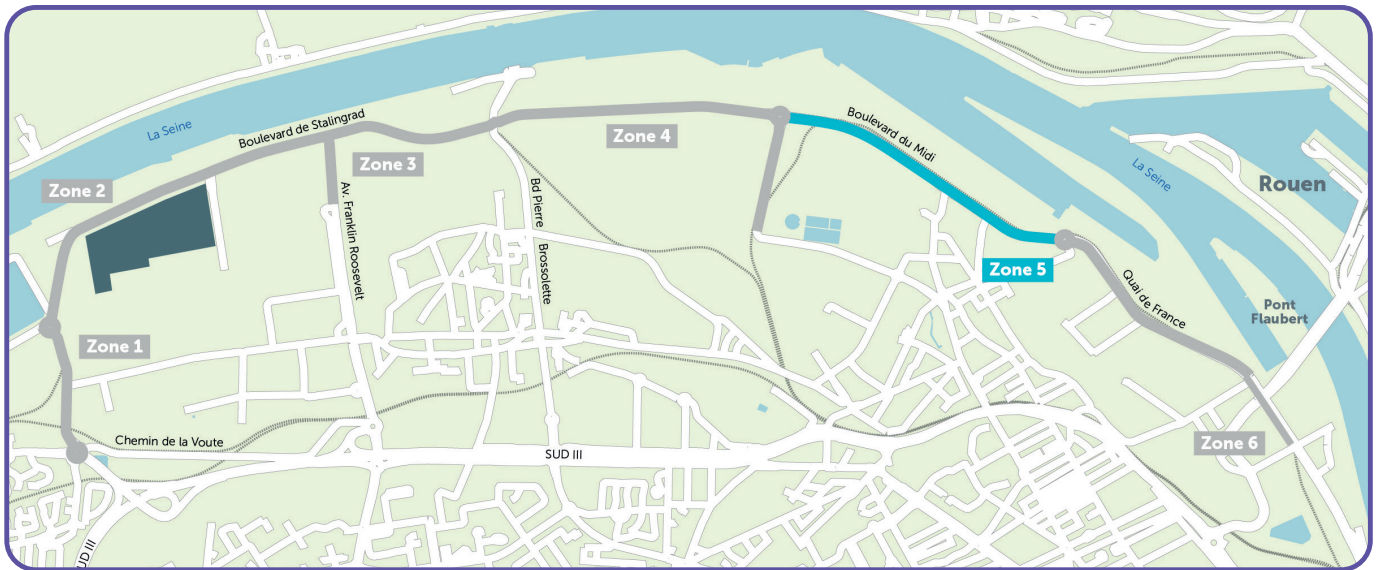 La Seine
Boulevard de Stalingrad
Zone 2
Zone 3
Zone 4
Boulevard du Midi
La Seine
Rouen
Av. Franklin Roosevelt
Bd Pierre
Brossolette
Zone 5
Quai de France
Pont
Flaubert
Zone 1
Chemin de la Voute
SUD III
Zone 6
UD III